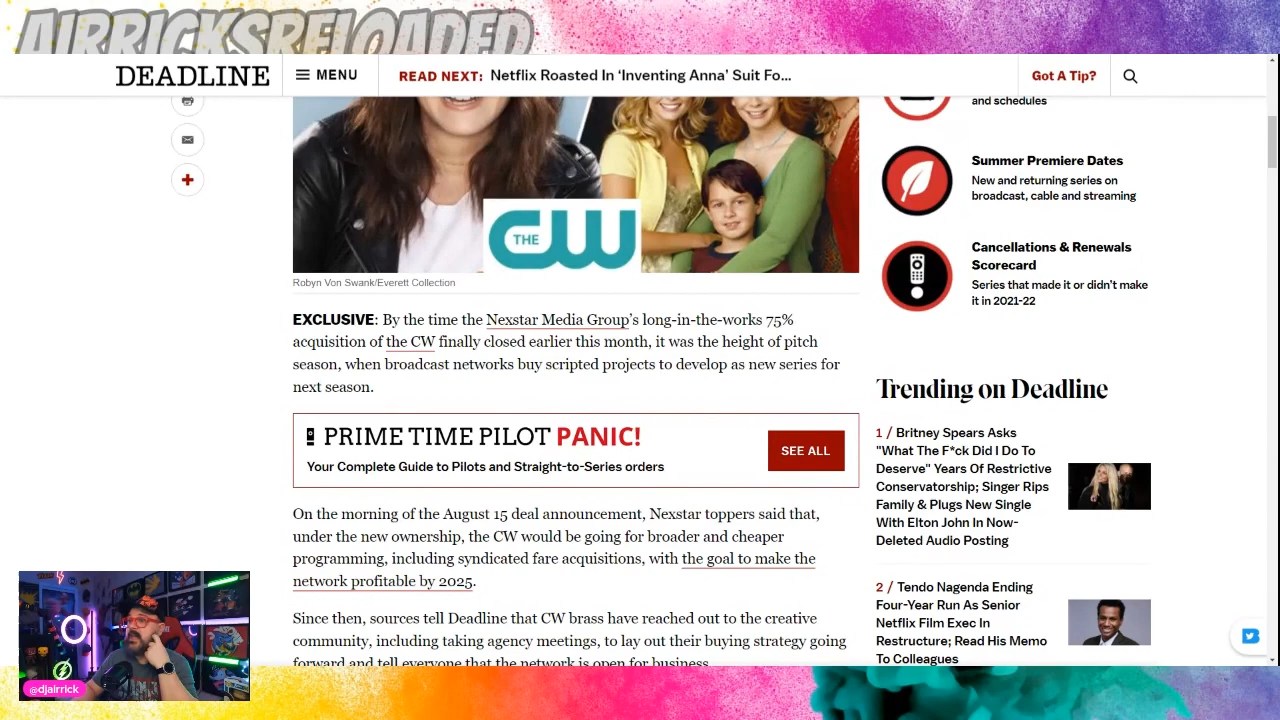 AIRRICKSRELOADED
DEADLINE
MENU
READ NEXT: Netflix Roasted In ‘Inventing Anna’ Suit Fo...
Got A Tip?
THE CW
Robyn Von Swank/Everett Collection
EXCLUSIVE: By the time the Nexstar Media Group’s long-in-the-works 75%
acquisition of the CW finally closed earlier this month, it was the height of pitch
season, when broadcast networks buy scripted projects to develop as new series for
next season.
PRIME TIME PILOT PANIC!
Your Complete Guide to Pilots and Straight-to-Series orders
SEE ALL
On the morning of the August 15 deal announcement, Nexstar toppers said that,
under the new ownership, the CW would be going for broader and cheaper
programming, including syndicated fare acquisitions, with the goal to make the
network profitable by 2025.
Since then, sources tell Deadline that CW brass have reached out to the creative
community, including taking agency meetings, to lay out their buying strategy going
forward and tell everyone that the network is open for business.
and schedules
Summer Premiere Dates
New and returning series on
broadcast, cable and streaming
Cancellations & Renewals
Scorecard
Series that made it or didn’t make
it in 2021-22
Trending on Deadline
1 / Britney Spears Asks
"What The F*ck Did I Do To
Deserve" Years Of Restrictive
Conservatorship; Singer Rips
Family & Plugs New Single
With Elton John In Now-
Deleted Audio Posting
2 / Tendo Nagenda Ending
Four-Year Run As Senior
Netflix Film Exec In
Restructure; Read His Memo
To Colleagues
@djairrick